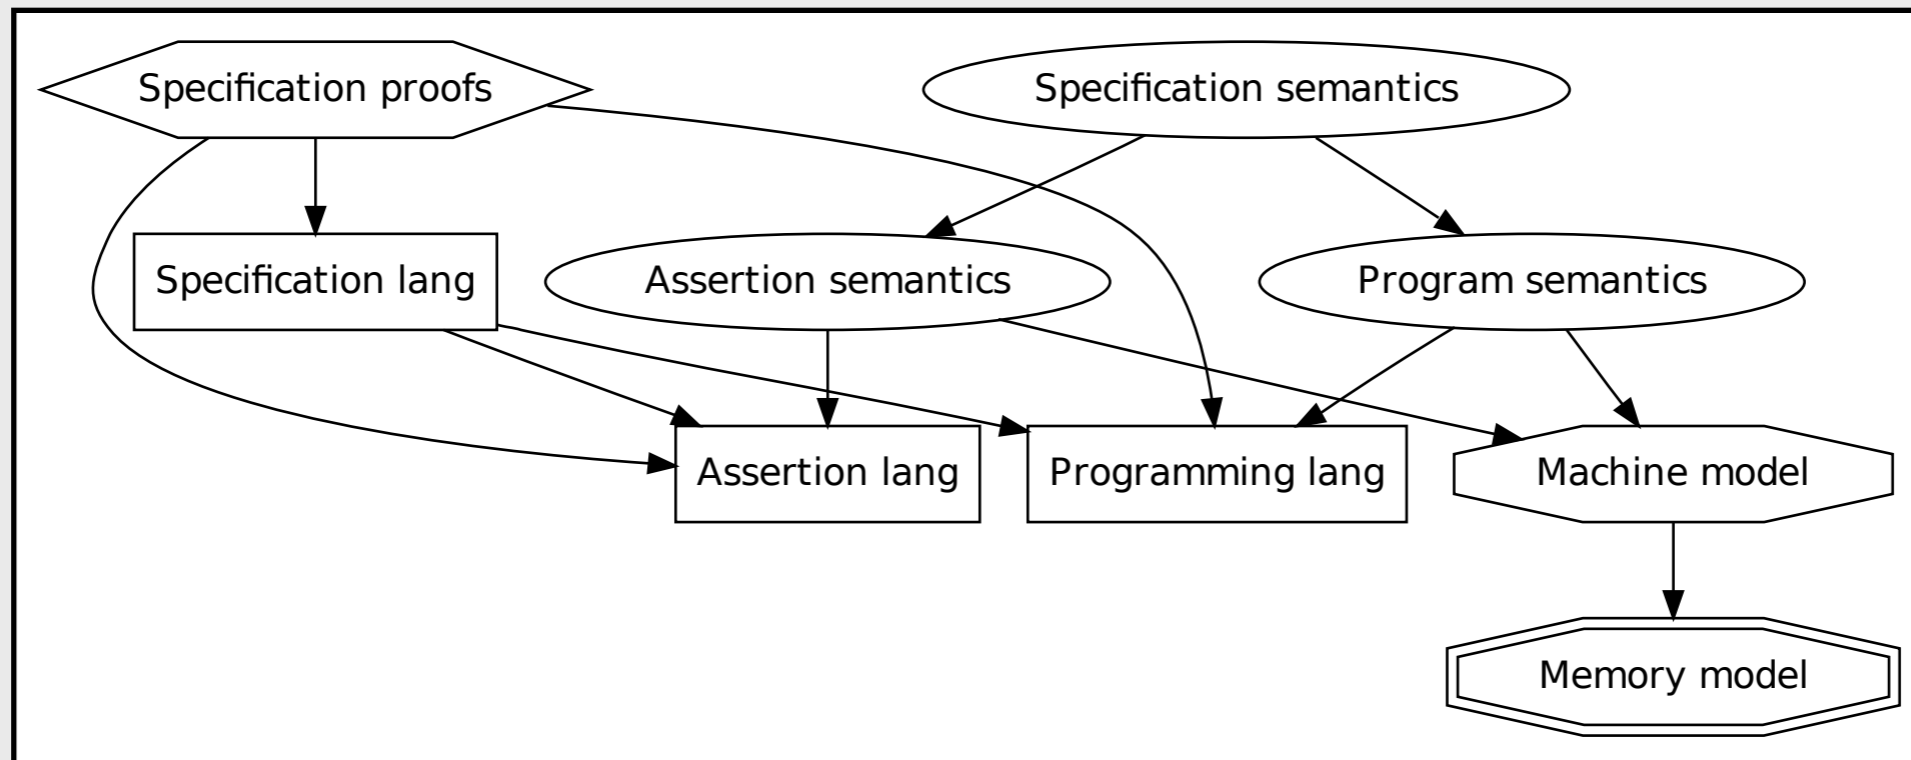 Specification proofs
Specification semantics
Specification lang
Assertion semantics
Program semantics
Assertion lang
Programming lang
Machine model
Memory model